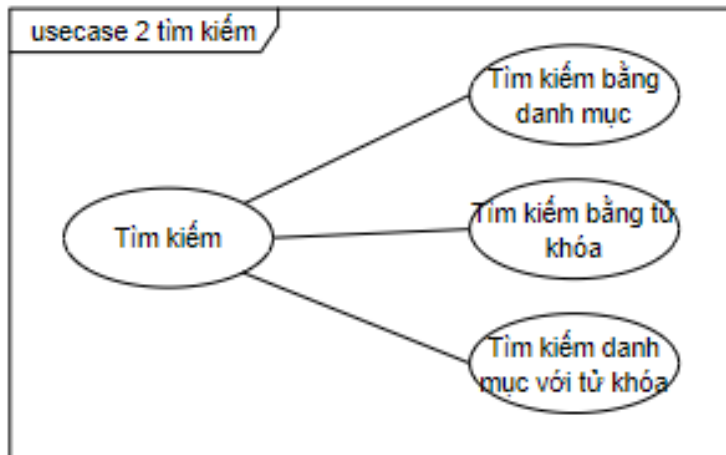 usecase 2 tìm kiếm
Tìm kiếm bằng
danh mục
Tìm kiếm
Tìm kiếm bằng từ
khóa
Tìm kiếm danh
mục với từ khóa